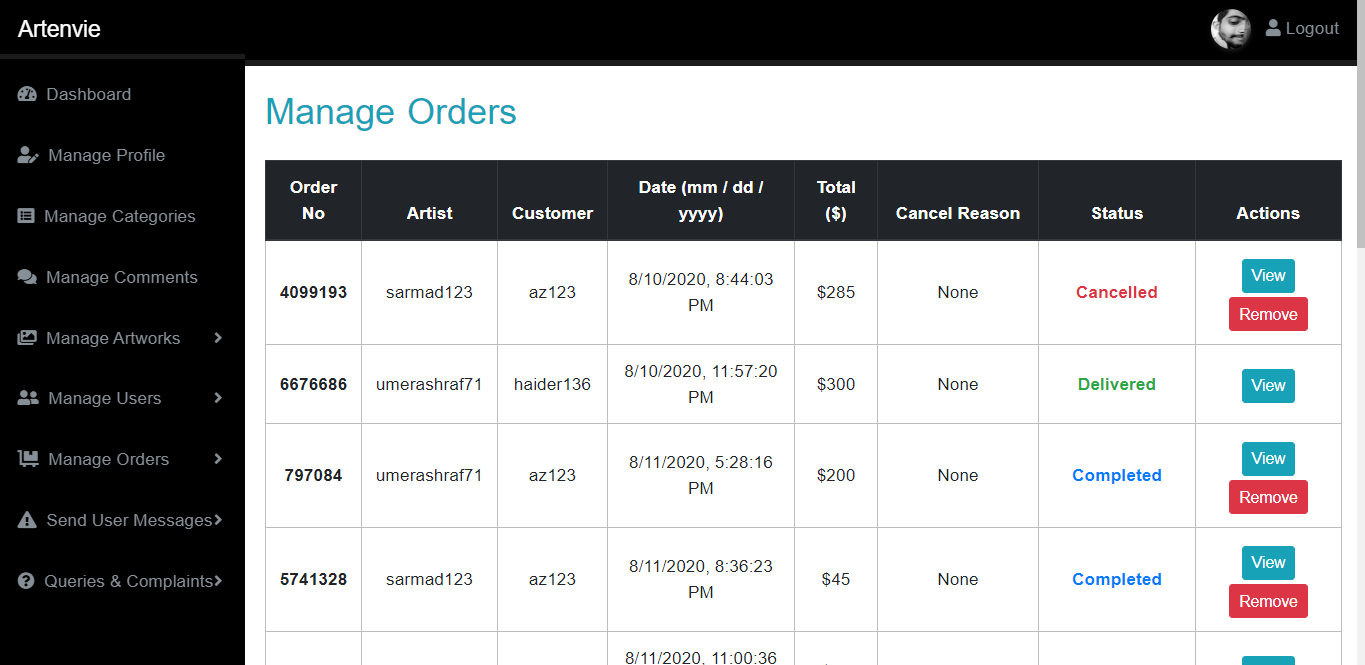 Artenvie
Logout
Dashboard
Manage Profile
Manage Categories
Manage Comments
Manage Artworks
Manage Users
Manage Orders
Send User Messages
Queries & Complaints
Manage Orders
Order No Artist Customer Date (mm / dd / yyyy) Total ($) Cancel Reason Status Actions
4099193 sarmad123 az123 8/10/2020, 8:44:03 PM $285 None Cancelled View Remove
6676686 umerashraf71 haider136 8/10/2020, 11:57:20 PM $300 None Delivered View
797084 umerashraf71 az123 8/11/2020, 5:28:16 PM $200 None Completed View Remove
5741328 sarmad123 az123 8/11/2020, 8:36:23 PM $45 None Completed View Remove
8/11/2020, 11:00:36